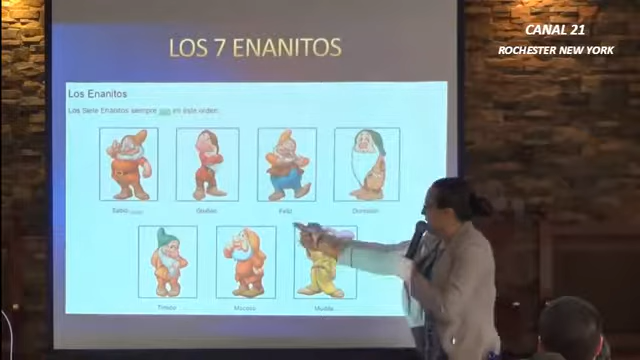 CANAL 21
ROCHESTER NEW YORK
LOS 7 ENANITOS
Los Enanitos
Los Siete Enanitos siempre en este orden:
Sabio
Gruñón
Feliz
Dormilón
Tímido
Mocoso
Mudito